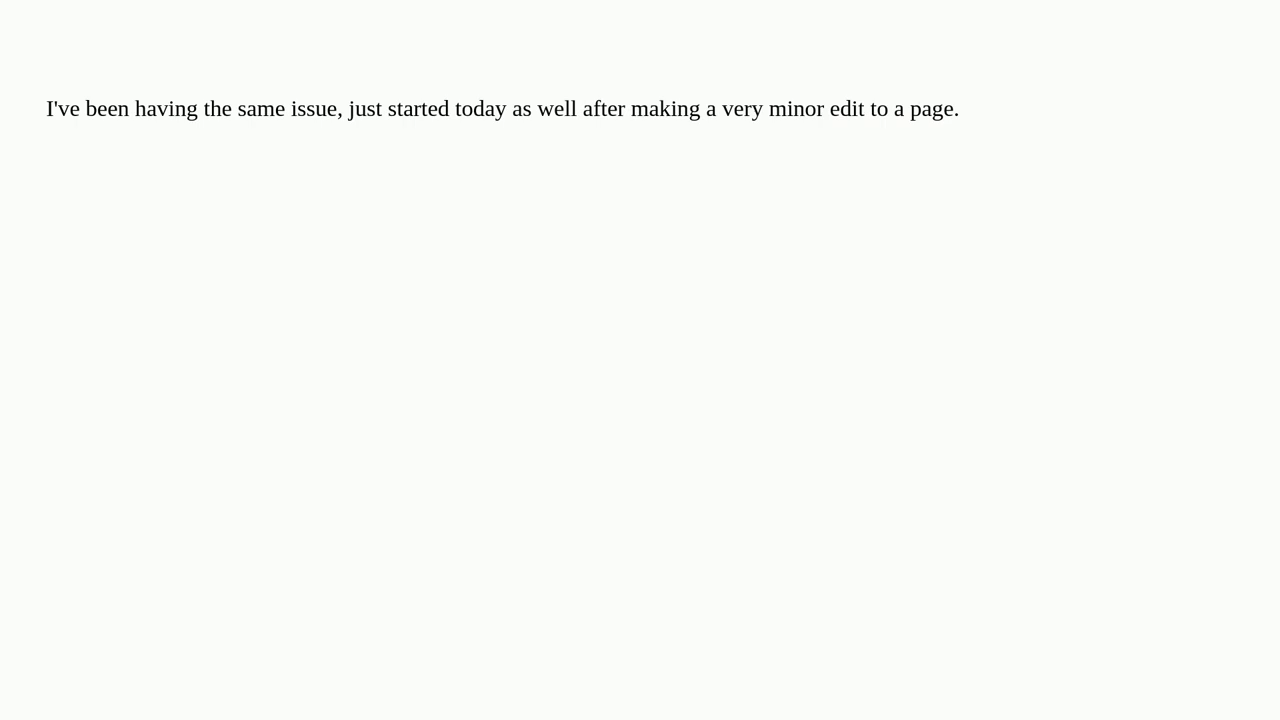 I've been having the same issue, just started today as well after making a very minor edit to a page.